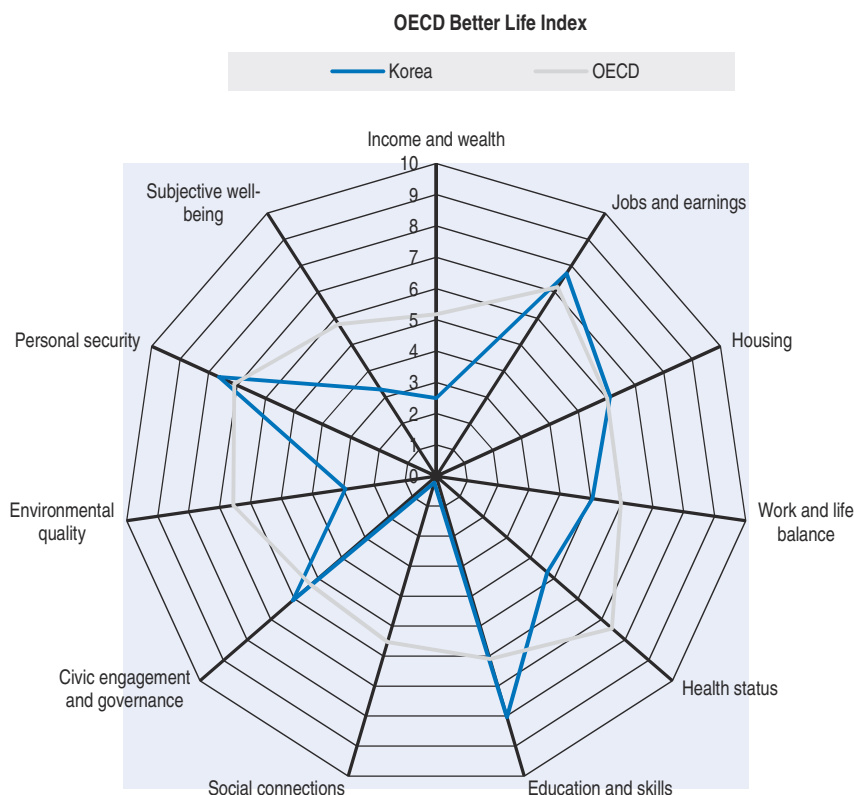 OECD Better Life Index
Korea
OECD
Income and wealth
10
9
8
7
6
5
4
3
2
1
0
Jobs and earnings
Housing
Work and life
balance
Health status
Education and skills
Social connections
Civic engagement
and governance
Environmental
quality
Personal security
Subjective well-
being